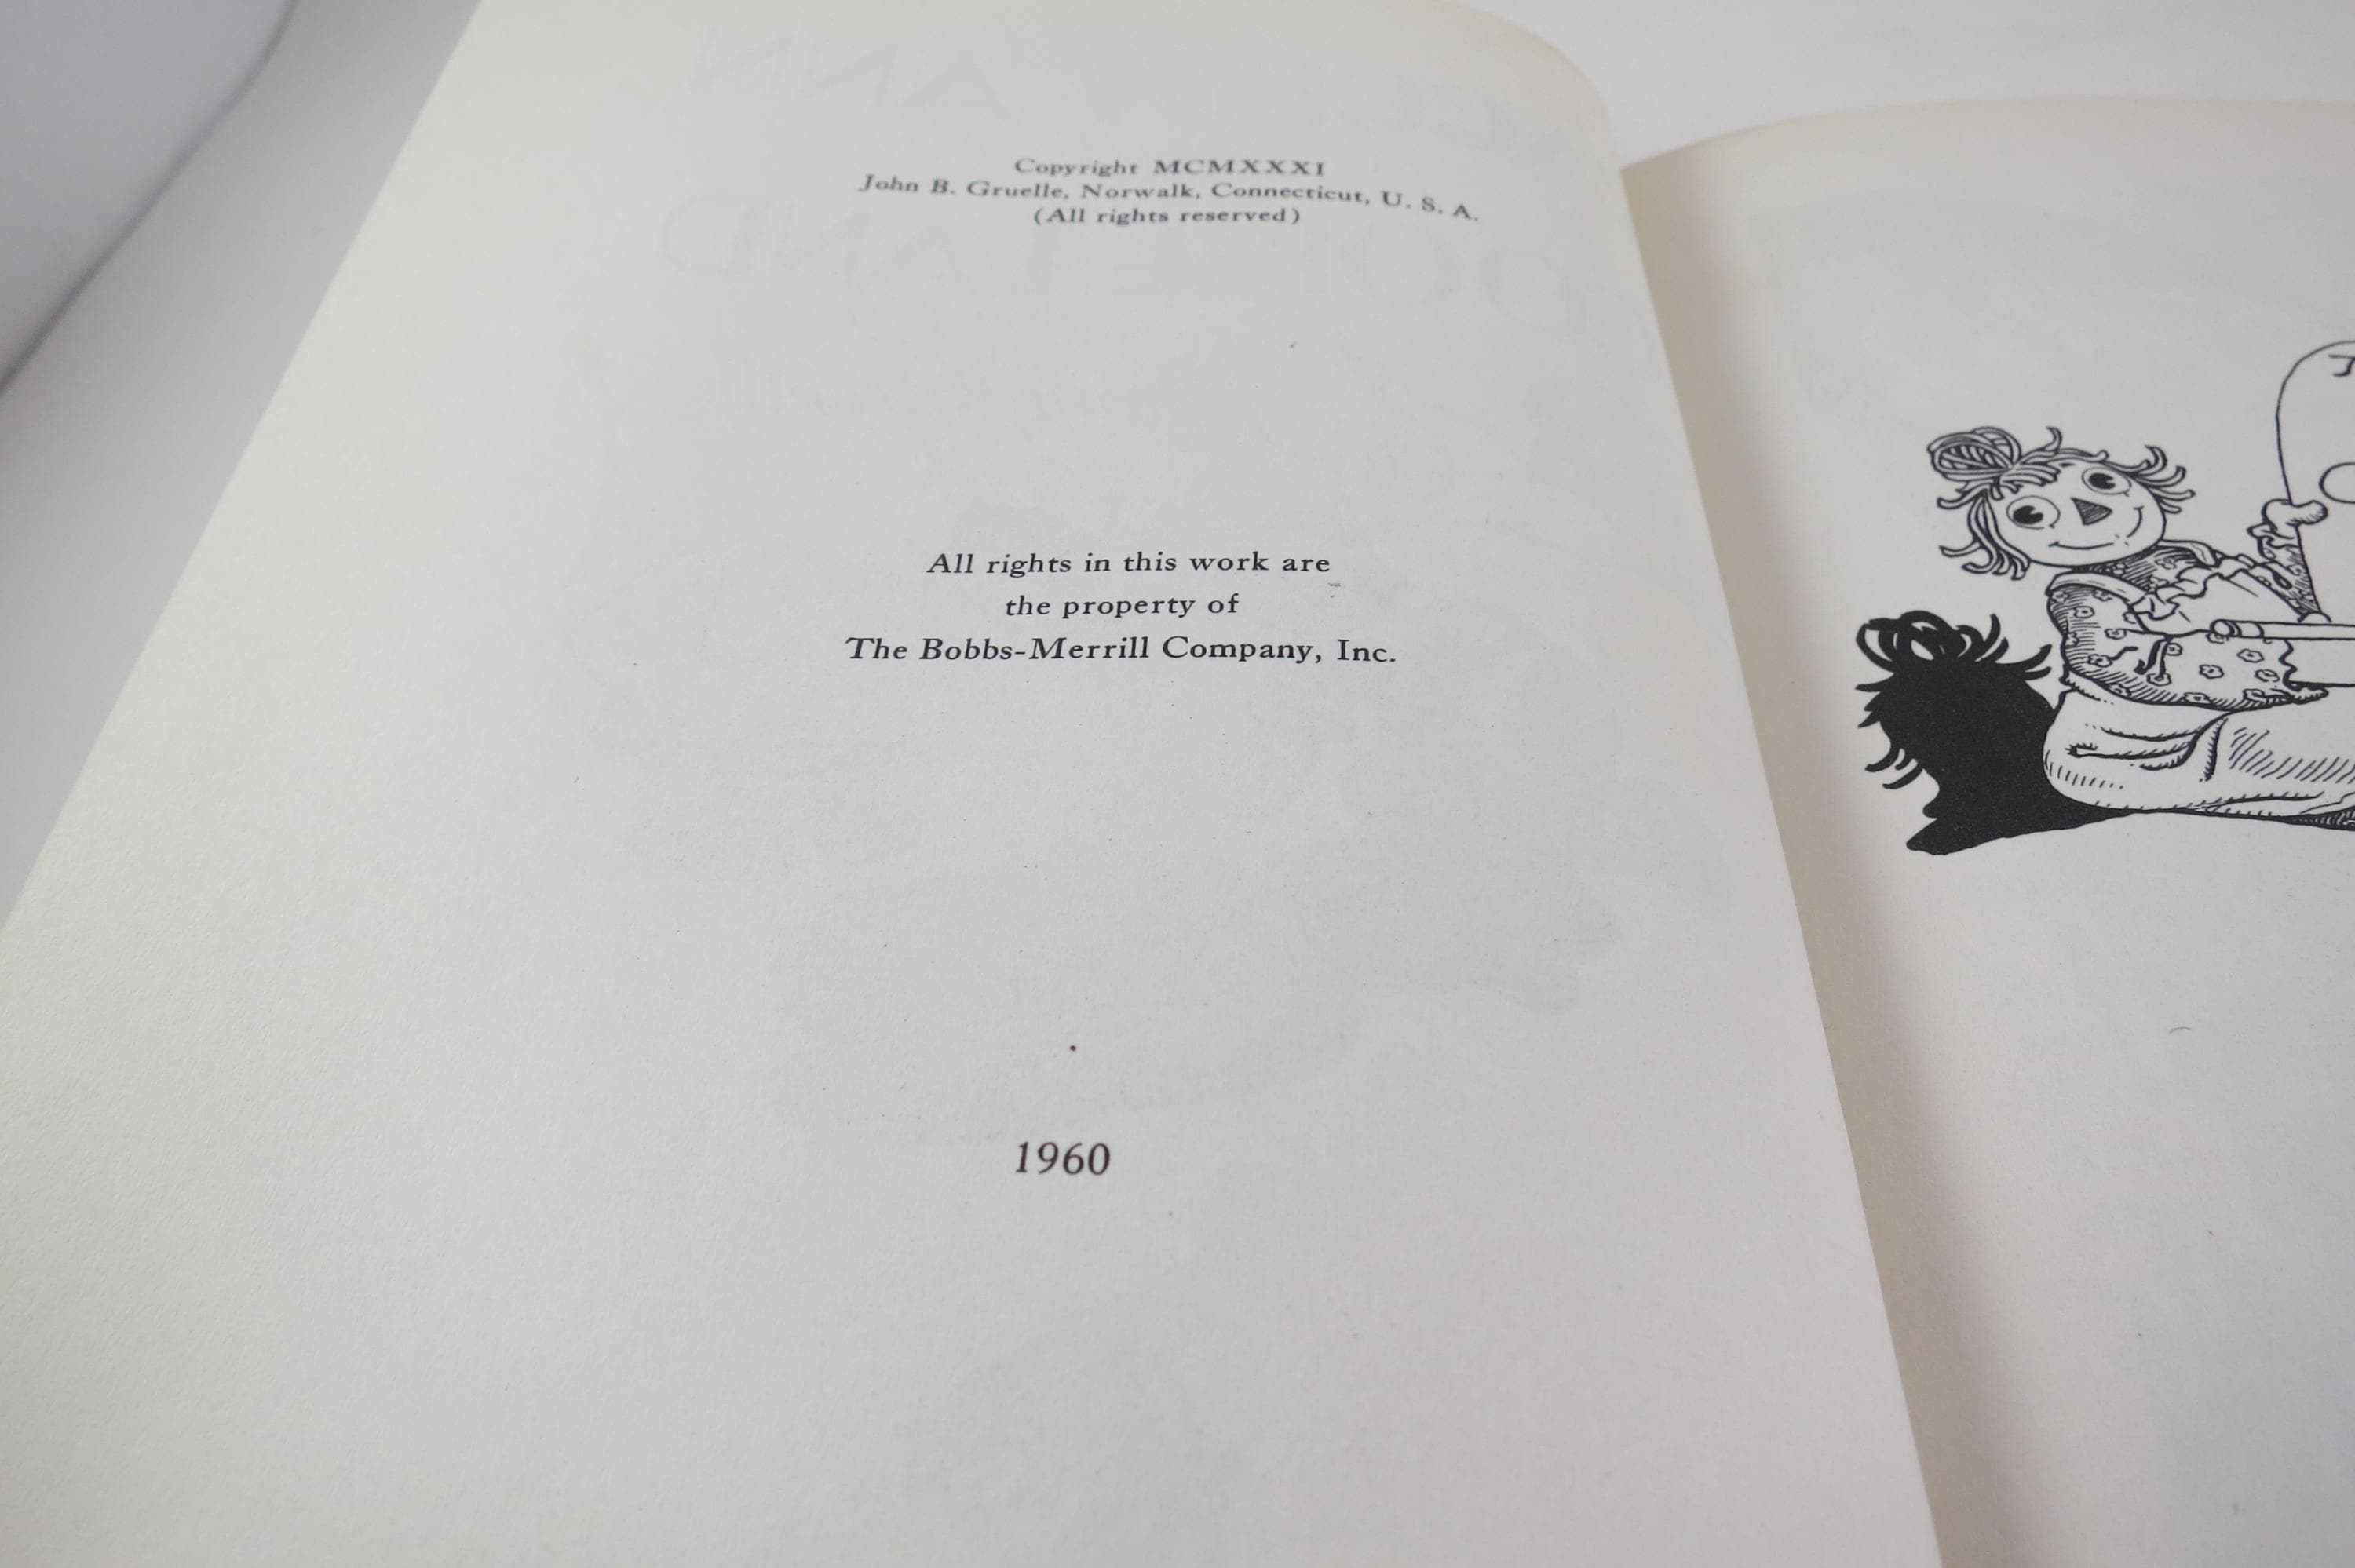 Copyright MCMXXXI
John B. Gruelle, Norwalk, Connecticut, U. S. A.
(All rights reserved)
All rights in this work are
the property of
The Bobbs-Merrill Company, Inc.
1960